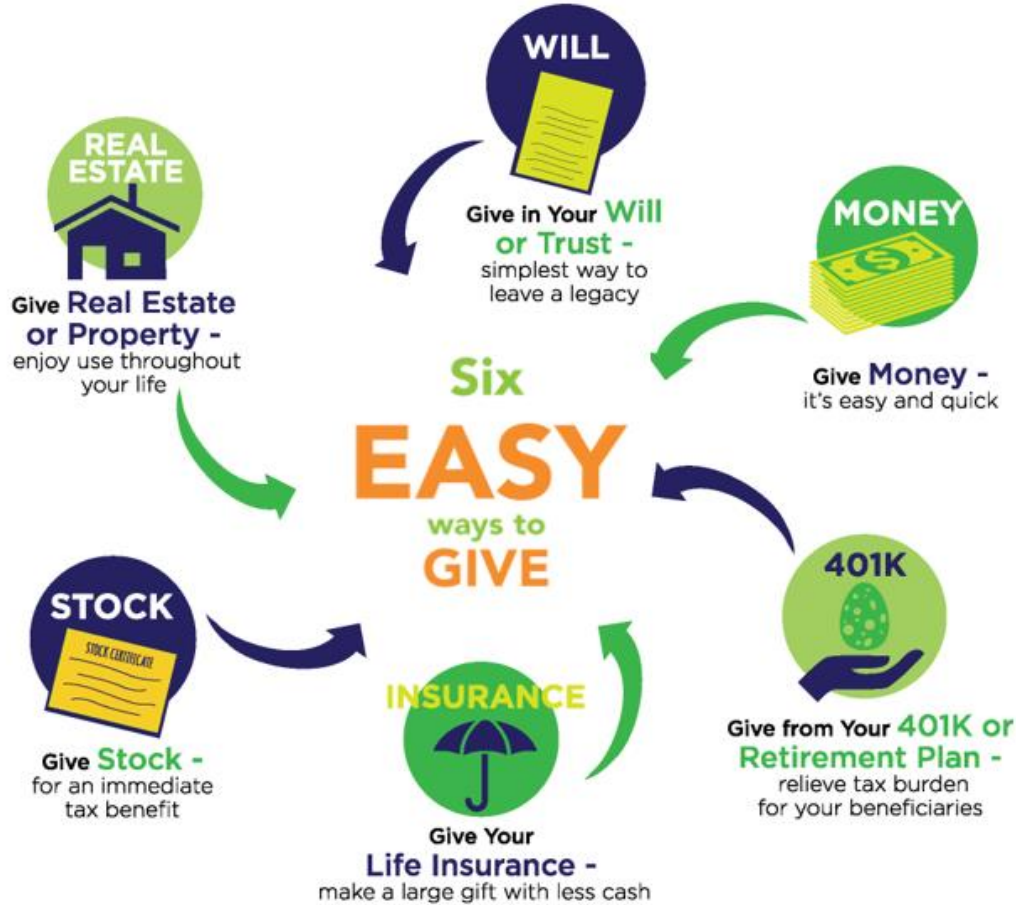 WILL
Give in Your Will
or Trust -
simplest way to
leave a legacy
REAL
ESTATE
Give Real Estate
or Property -
enjoy use throughout
your life
MONEY
Give Money -
it's easy and quick
Six
EASY
ways to
GIVE
401K
Give from Your 401K or
Retirement Plan -
relieve tax burden
for your beneficiaries
STOCK
STOCK CERTIFICATE
Give Stock -
for an immediate
tax benefit
INSURANCE
Give Your
Life Insurance -
make a large gift with less cash